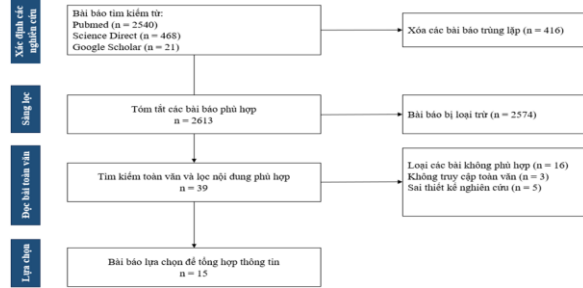 Xác định các
nghiên cứu
Bài báo tìm kiếm từ:
Pubmed (n = 2540)
Science Direct (n = 468)
Google Scholar (n = 21)
Xóa các bài báo trùng lặp (n = 416)
Sàng lọc
Tóm tắt các bài báo phù hợp
n = 2613
Bài báo bị loại trừ (n = 2574)
Đọc bài toàn văn
Tìm kiếm toàn văn và lọc nội dung phù hợp
n = 39
Loại các bài không phù hợp (n = 16)
Không truy cập toàn văn (n = 3)
Sai thiết kế nghiên cứu (n = 5)
Lựa chọn
Bài báo lựa chọn để tổng hợp thông tin
n = 15